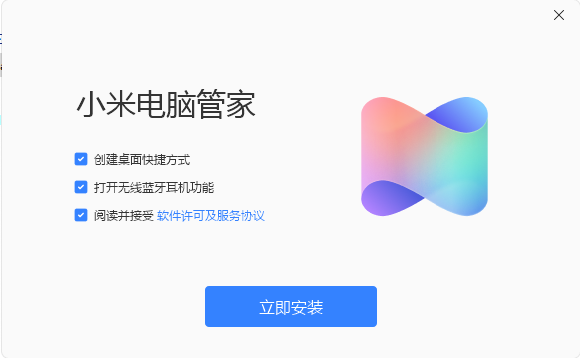 小米电脑管家
创建桌面快捷方式
打开无线蓝牙耳机功能
阅读并接受 软件许可及服务协议
立即安装